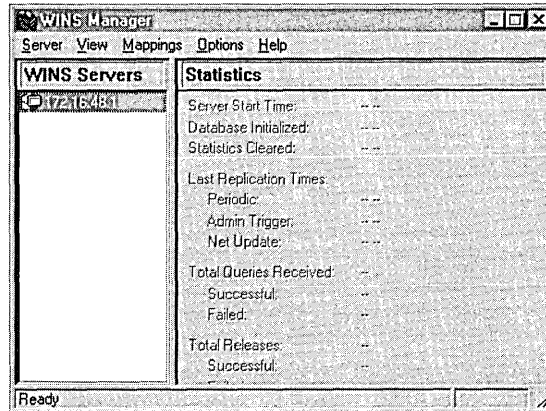 WINS Manager
Server View Mappings Options Help
WINS Servers
Statistics
172.16.48.1
Server Start Time: --
Database Initialized: --
Statistics Cleared: --
Last Replication Times:
Periodic: --
Admin Trigger: --
Net Update: --
Total Queries Received: --
Successful: --
Failed: --
Total Releases: --
Successful: --
Ready